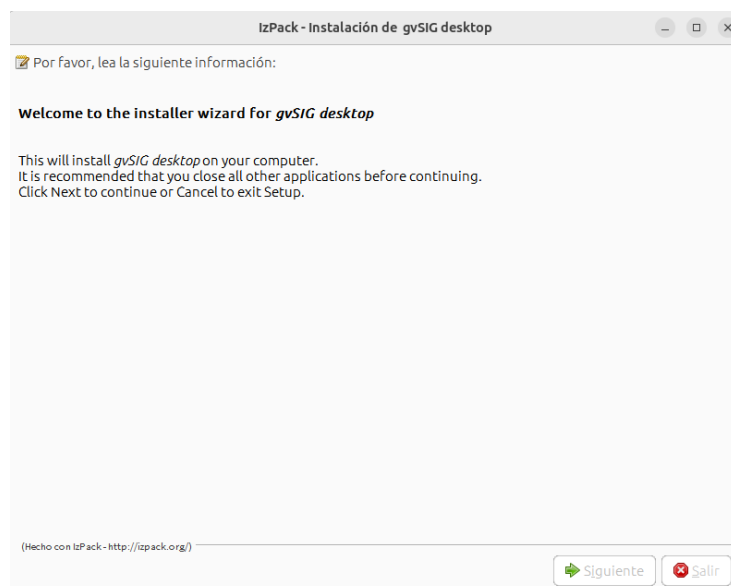 IzPack - Instalación de gvSIG desktop
Por favor, lea la siguiente información:
Welcome to the installer wizard for gvSIG desktop
This will install gvSIG desktop on your computer.
It is recommended that you close all other applications before continuing.
Click Next to continue or Cancel to exit Setup.
(Hecho con IzPack - http://izpack.org/)
Siguiente
Salir